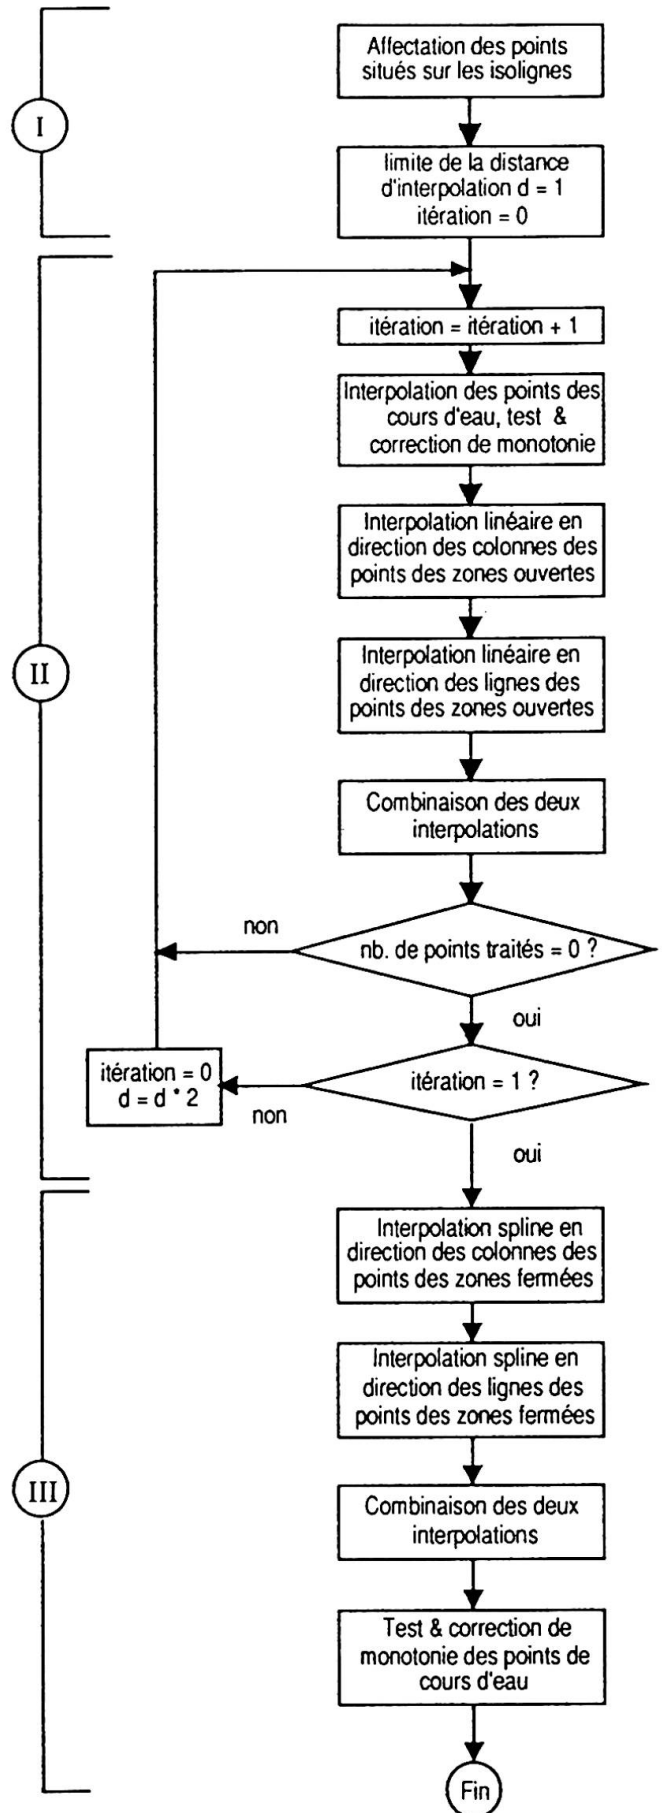 Affectation des points
situés sur les isolignes
I
limite de la distance
d'interpolation d = 1
itération = 0
itération = itération + 1
Interpolation des points des
cours d'eau, test &
correction de monotonie
Interpolation linéaire en
direction des colonnes des
points des zones ouvertes
II
Interpolation linéaire en
direction des lignes des
points des zones ouvertes
Combinaison des deux
interpolations
non
nb. de points traités = 0 ?
oui
itération = 0
d = d * 2
itération = 1 ?
non
oui
Interpolation spline en
direction des colonnes des
points des zones fermées
Interpolation spline en
direction des lignes des
points des zones fermées
III
Combinaison des deux
interpolations
Test & correction de
monotonie des points de
cours d'eau
Fin